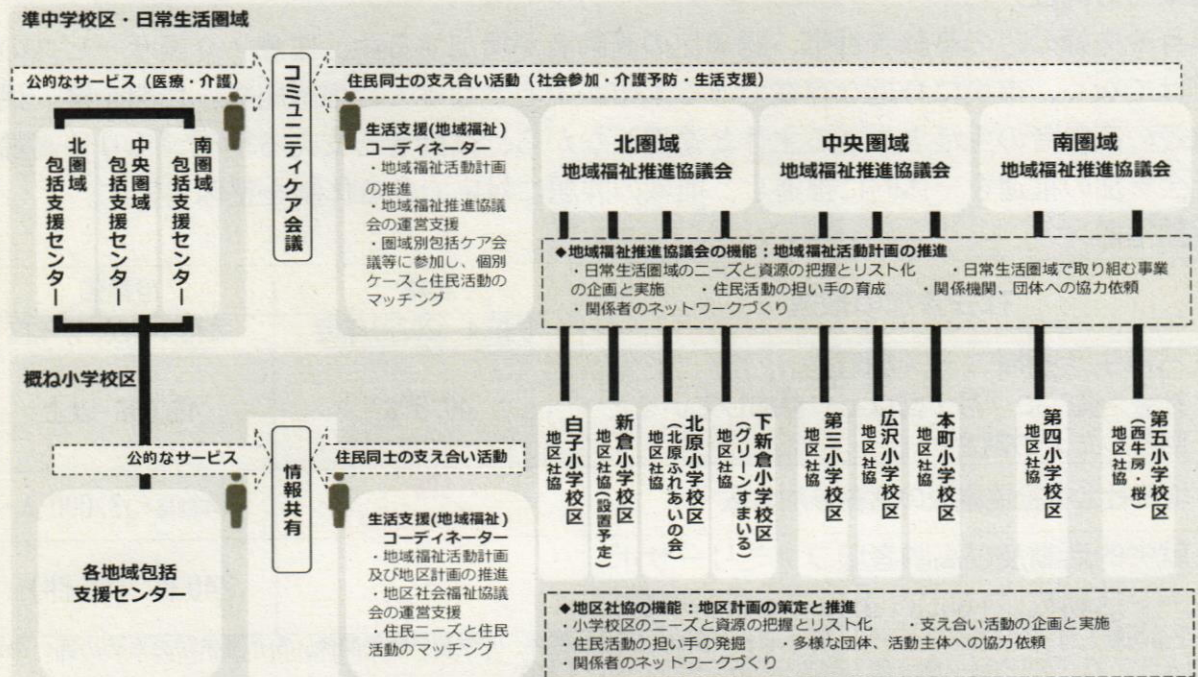 準中学校区・日常生活圏域
公的なサービス（医療・介護）
コミュニティケア会議
住民同士の支え合い活動（社会参加・介護予防・生活支援）
北圏域
包括支援センター
中央圏域
包括支援センター
南圏域
包括支援センター
生活支援(地域福祉)
コーディネーター
・地域福祉活動計画
の推進
・地域福祉推進協議
会の運営支援
・圏域別包括ケア会
議等に参加し、個別
ケースと住民活動の
マッチング
北圏域
地域福祉推進協議会
中央圏域
地域福祉推進協議会
南圏域
地域福祉推進協議会
◆地域福祉推進協議会の機能：地域福祉活動計画の推進
・日常生活圏域のニーズと資源の把握とリスト化　・日常生活圏域で取り組む事業
の企画と実施　・住民活動の担い手の育成　・関係機関、団体への協力依頼
・関係者のネットワークづくり
概ね小学校区
公的なサービス
情報共有
住民同士の支え合い活動
各地域包括
支援センター
生活支援(地域福祉)
コーディネーター
・地域福祉活動計画
及び地区計画の推進
・地区社会福祉協議
会の運営支援
・住民ニーズと住民
活動のマッチング
白子小学校区
地区社協
新倉小学校区
地区社協(設置予定)
北原小学校区
(北原ふれあいの会)
地区社協
下新倉小学校区
(グリーンすまいる)
地区社協
第三小学校区
地区社協
広沢小学校区
地区社協
本町小学校区
地区社協
第四小学校区
地区社協
第五小学校区
(西牛房・桜)
地区社協
◆地区社協の機能：地区計画の策定と推進
・小学校区のニーズと資源の把握とリスト化　・支え合い活動の企画と実施
・住民活動の担い手の発掘　・多様な団体、活動主体への協力依頼
・関係者のネットワークづくり